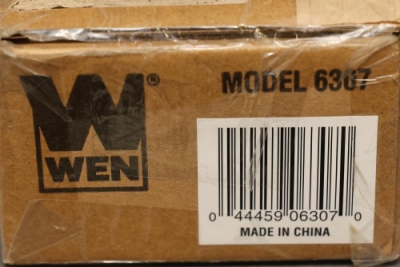 WEN®
MODEL 6307
0 44459 06307 0
MADE IN CHINA